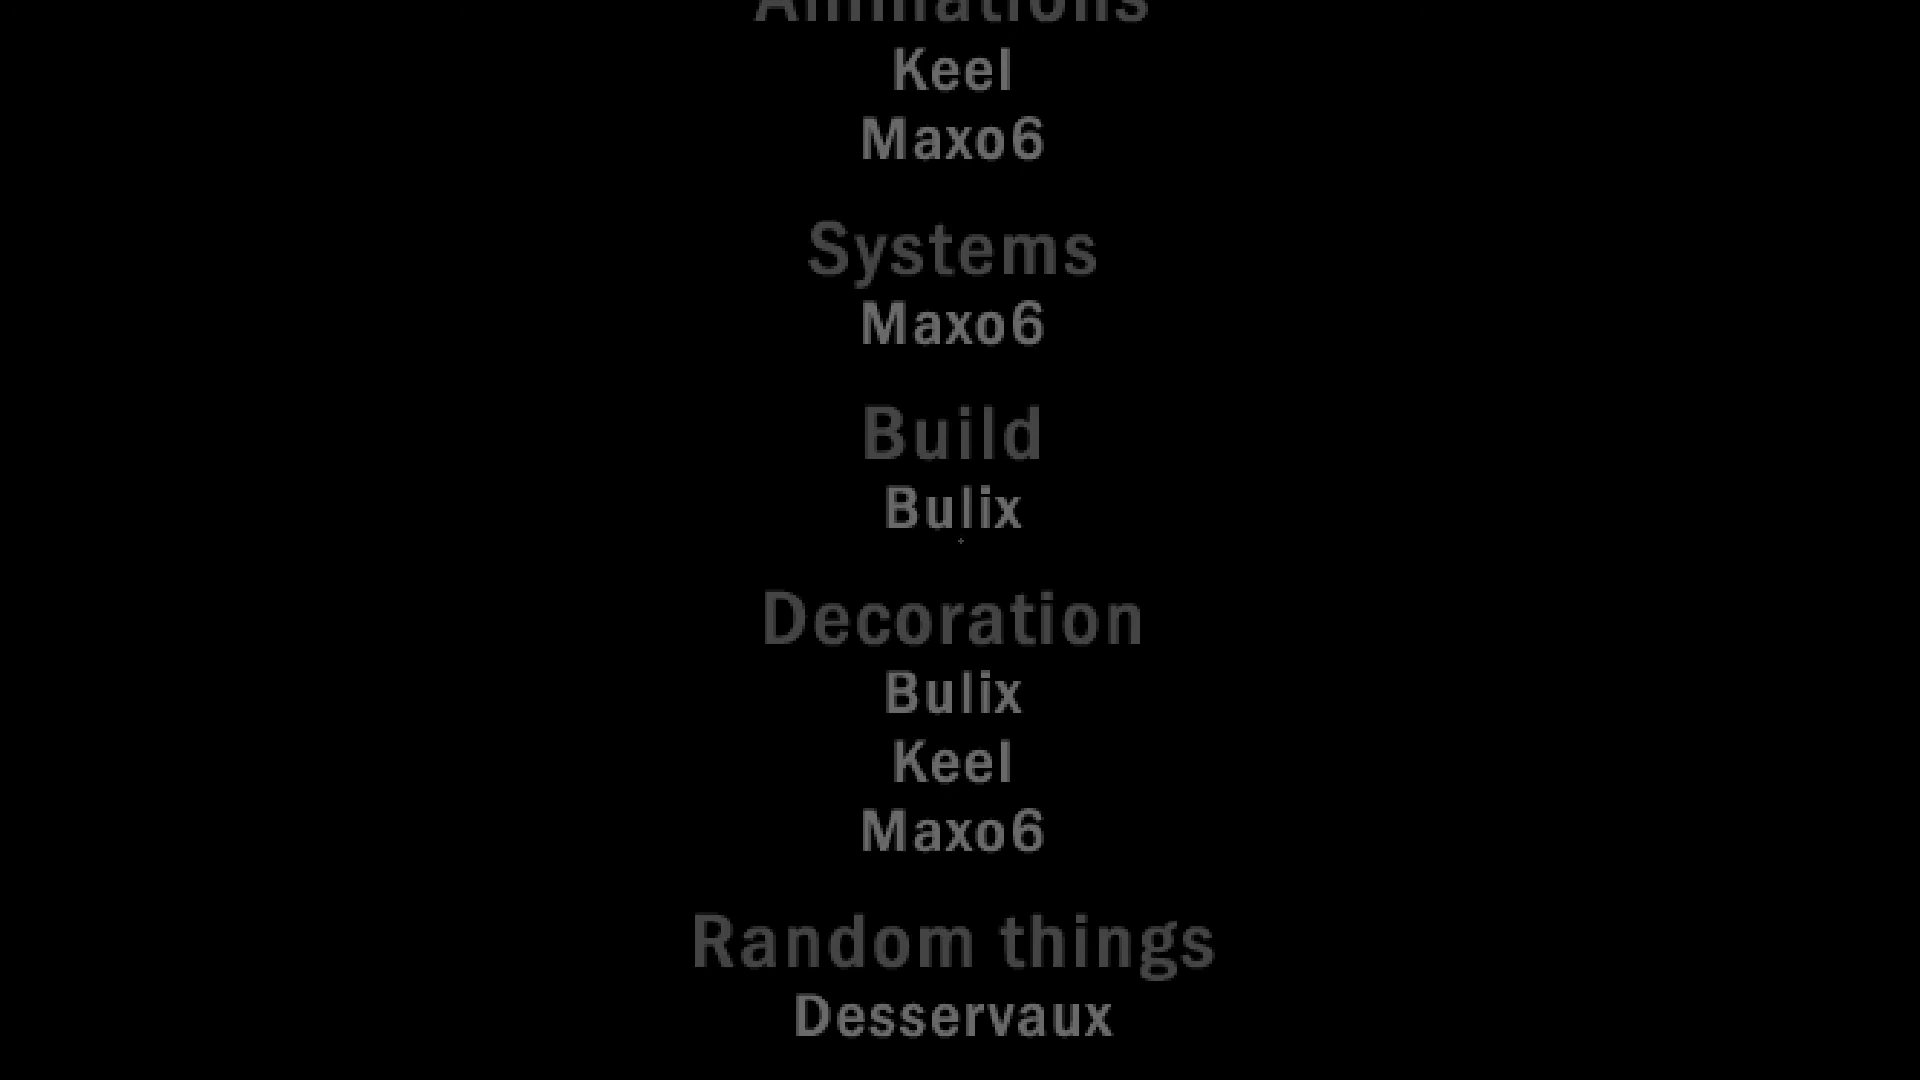 Animations
Keel
Maxo6
Systems
Maxo6
Build
Bulix
Decoration
Bulix
Keel
Maxo6
Random things
Desservaux